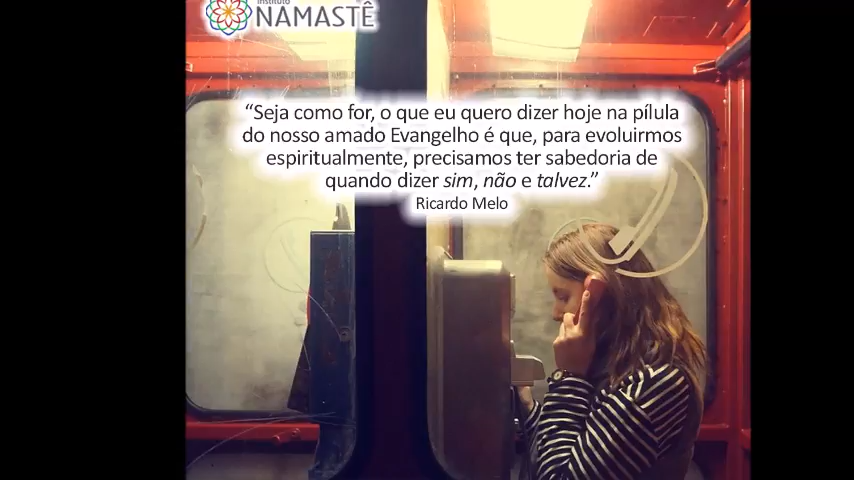 Instituto
NAMASTÊ
“Seja como for, o que eu quero dizer hoje na pílula
do nosso amado Evangelho é que, para evoluirmos
espiritualmente, precisamos ter sabedoria de
quando dizer sim, não e talvez.”
Ricardo Melo